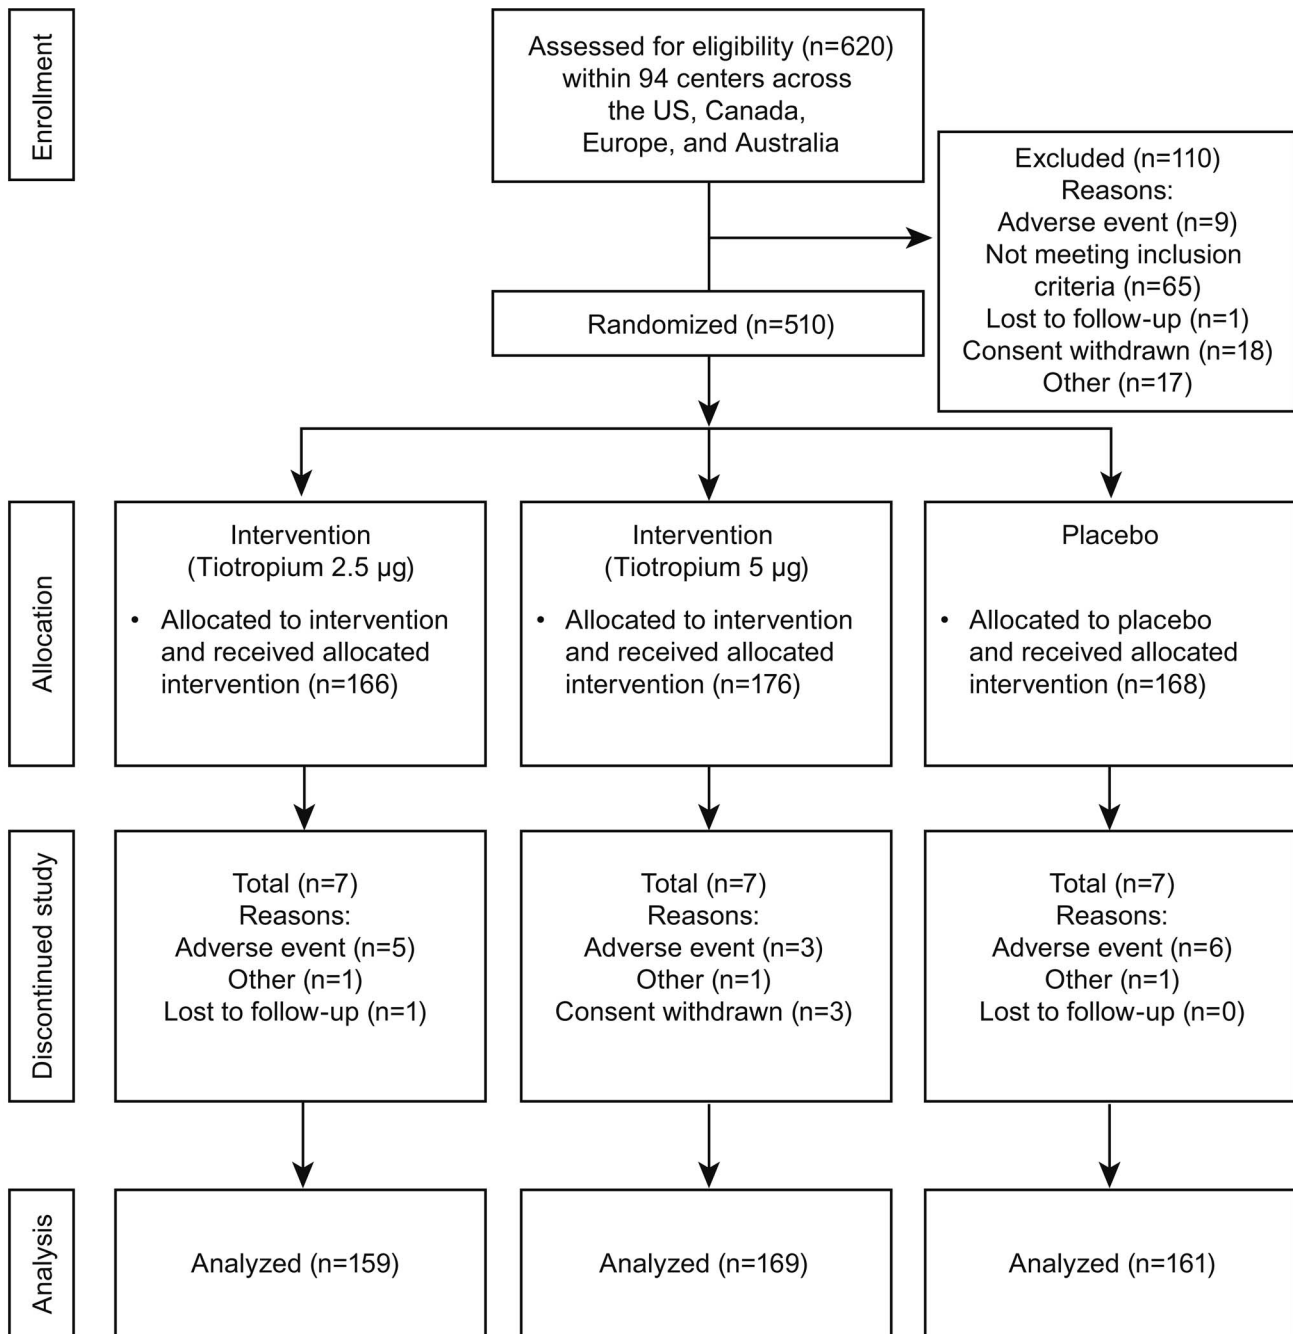 Enrollment
Assessed for eligibility (n=620)
within 94 centers across
the US, Canada,
Europe, and Australia
Excluded (n=110)
Reasons:
Adverse event (n=9)
Not meeting inclusion
criteria (n=65)
Lost to follow-up (n=1)
Consent withdrawn (n=18)
Other (n=17)
Randomized (n=510)
Allocation
Intervention
(Tiotropium 2.5 µg)
• Allocated to intervention
and received allocated
intervention (n=166)
Intervention
(Tiotropium 5 µg)
• Allocated to intervention
and received allocated
intervention (n=176)
Placebo
• Allocated to placebo
and received allocated
intervention (n=168)
Discontinued study
Total (n=7)
Reasons:
Adverse event (n=5)
Other (n=1)
Lost to follow-up (n=1)
Total (n=7)
Reasons:
Adverse event (n=3)
Other (n=1)
Consent withdrawn (n=3)
Total (n=7)
Reasons:
Adverse event (n=6)
Other (n=1)
Lost to follow-up (n=0)
Analysis
Analyzed (n=159)
Analyzed (n=169)
Analyzed (n=161)